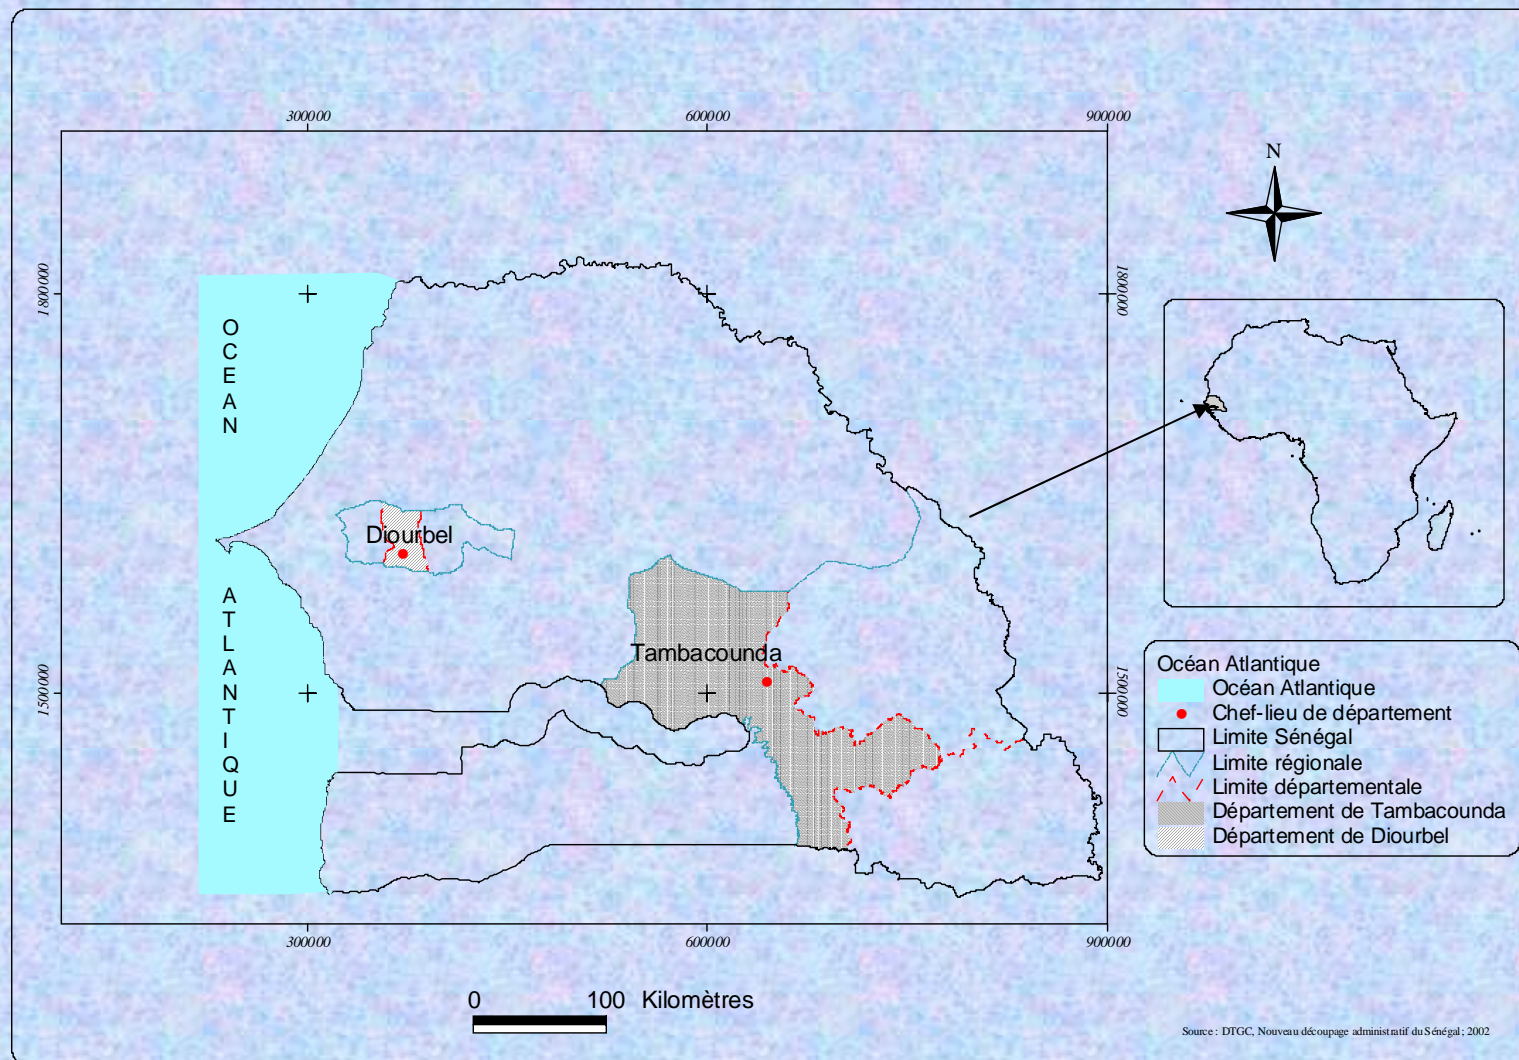 300000
600000
900000
N
1800000
1800000
OCEAN
ATLANTIQUE
Diourbel
Tambacounda
1500000
1500000
Océan Atlantique
Océan Atlantique
Chef-lieu de département
Limite Sénégal
Limite régionale
Limite départementale
Département de Tambacounda
Département de Diourbel
300000
600000
900000
0 100 Kilomètres
Source : DTGC, Nouveau découpage administratif du Sénégal; 2002